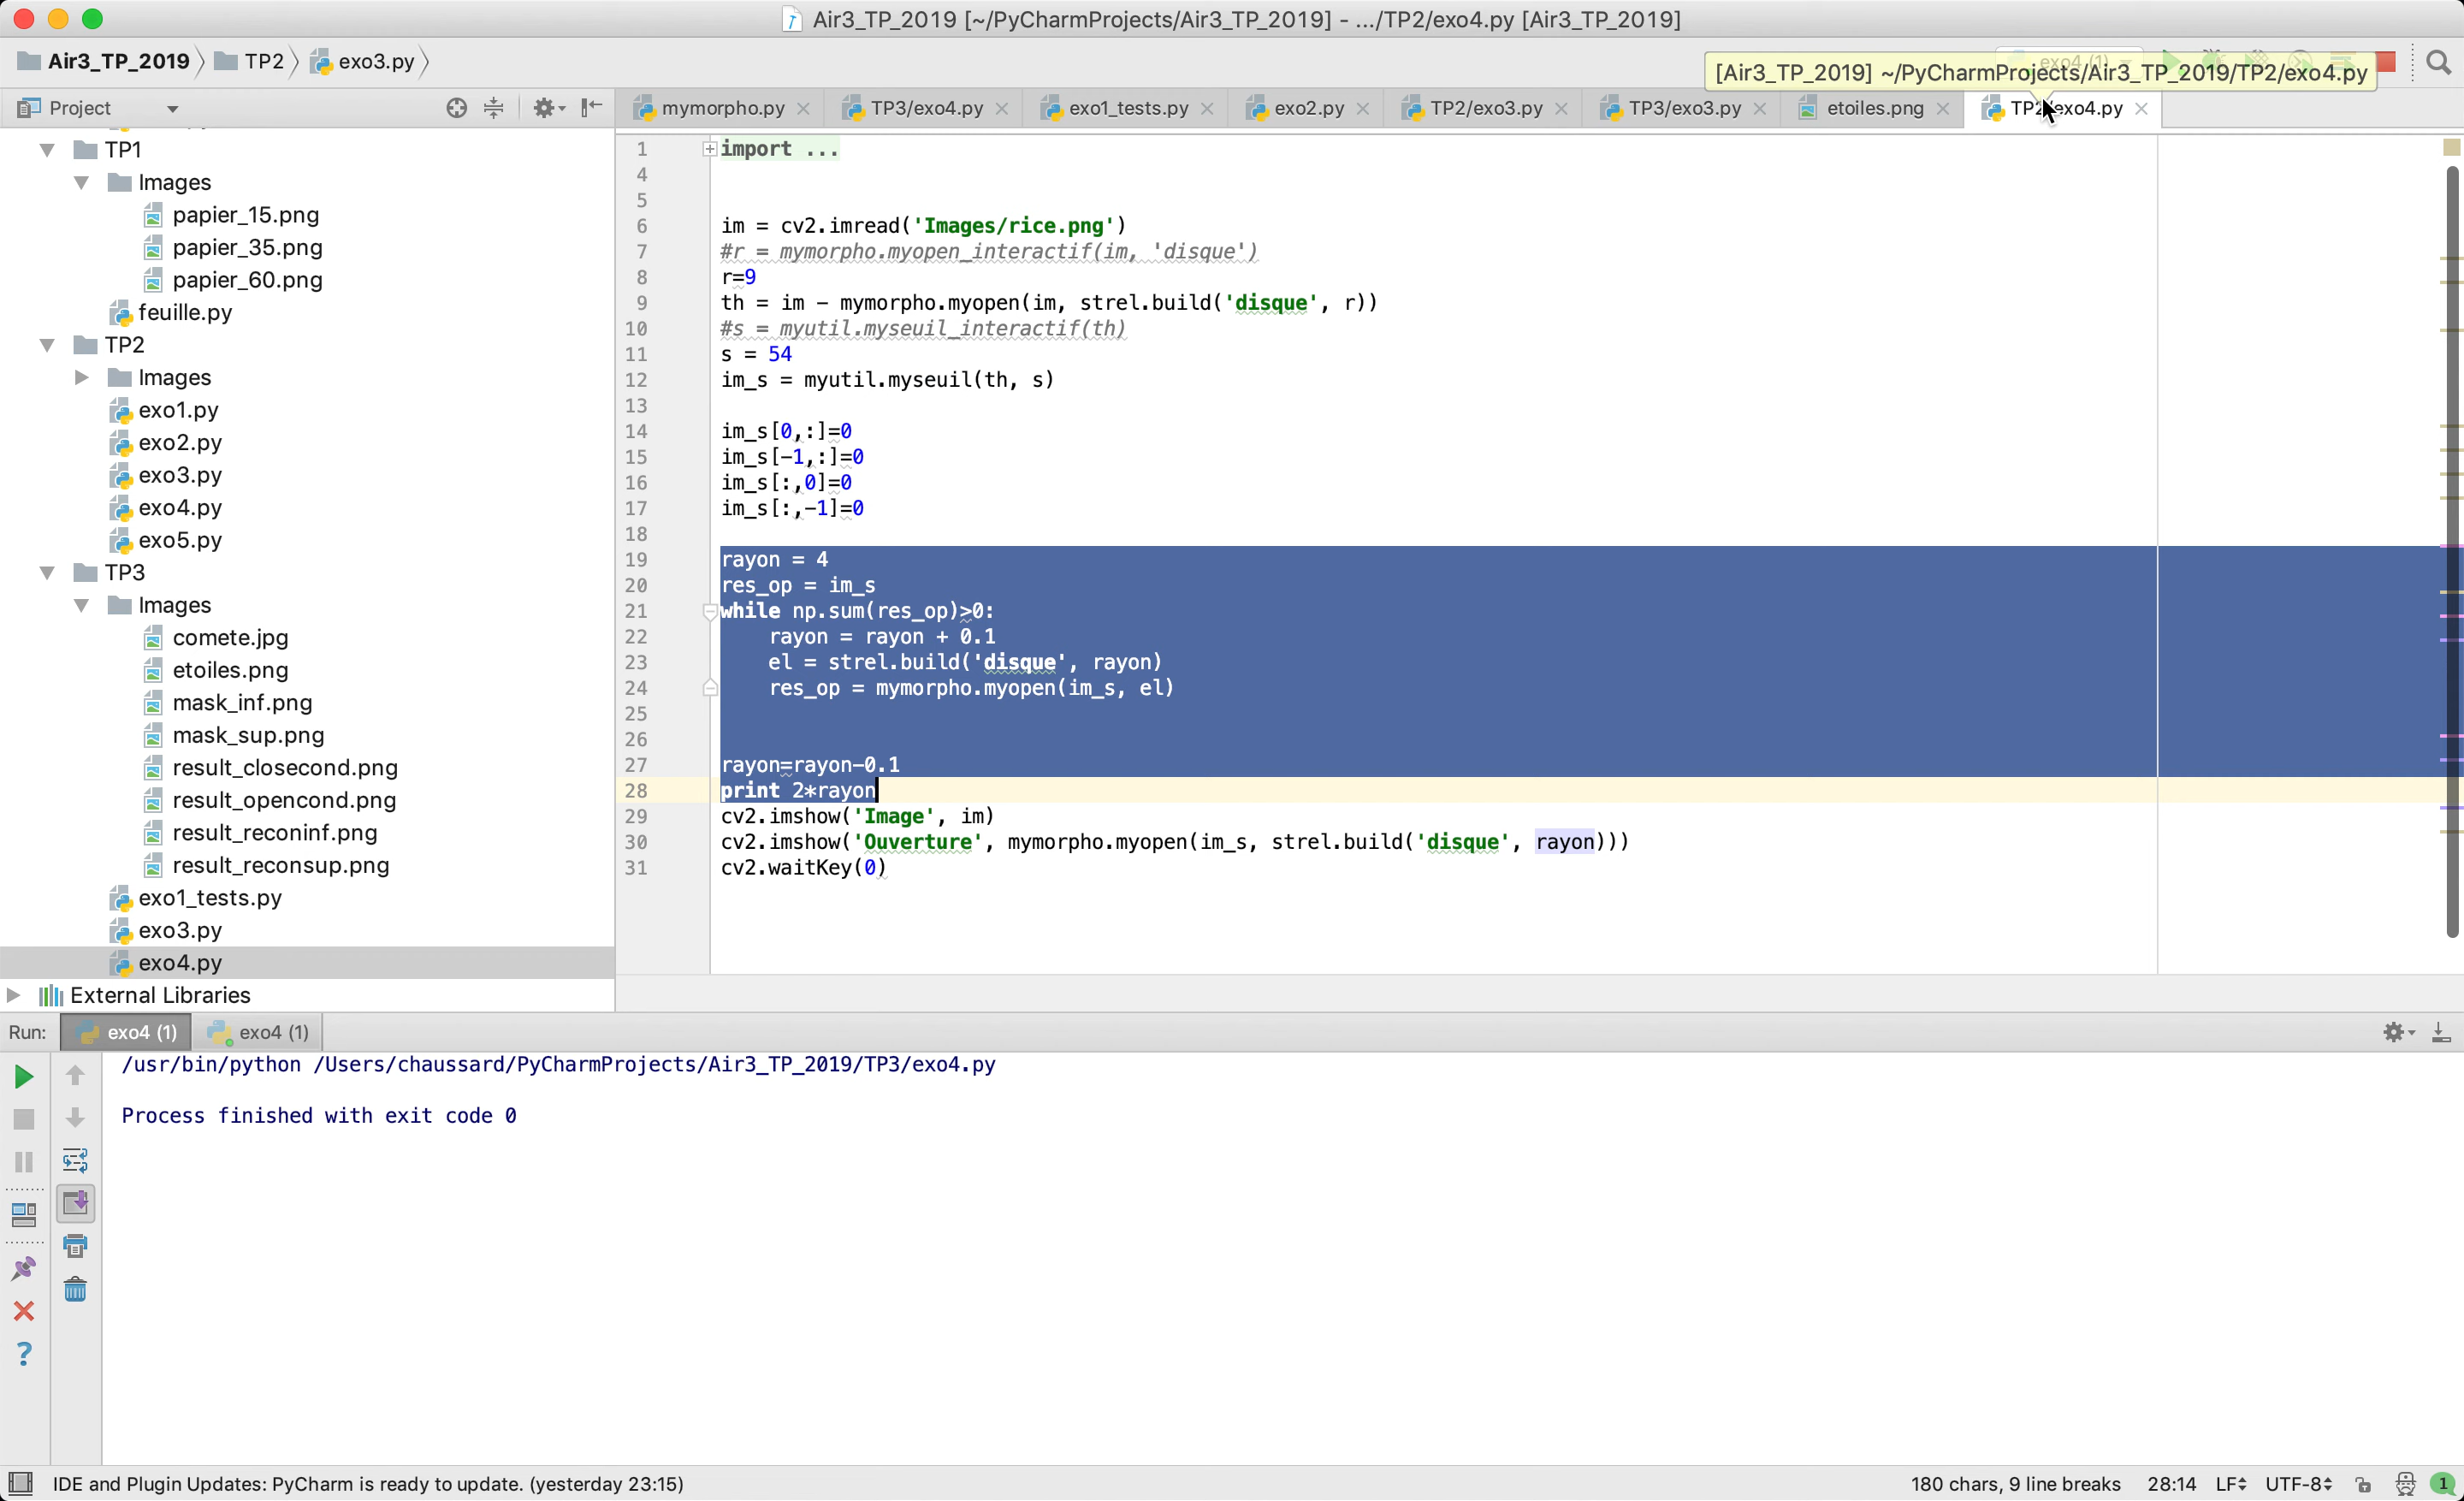 Air3_TP_2019 [~/PyCharmProjects/Air3_TP_2019] - .../TP2/exo4.py [Air3_TP_2019]
Air3_TP_2019 TP2 exo3.py
exo4 (1)
[Air3_TP_2019] ~/PyCharmProjects/Air3_TP_2019/TP2/exo4.py
Project
mymorpho.py TP3/exo4.py exo1_tests.py exo2.py TP2/exo3.py TP3/exo3.py etoiles.png TP2/exo4.py
TP1
Images
papier_15.png
papier_35.png
papier_60.png
feuille.py
TP2
Images
exo1.py
exo2.py
exo3.py
exo4.py
exo5.py
TP3
Images
comete.jpg
etoiles.png
mask_inf.png
mask_sup.png
result_closecond.png
result_opencond.png
result_reconinf.png
result_reconsup.png
exo1_tests.py
exo3.py
exo4.py
External Libraries
1 import ...
4
5
6 im = cv2.imread('Images/rice.png')
7 #r = mymorpho.myopen_interactif(im, 'disque')
8 r=9
9 th = im - mymorpho.myopen(im, strel.build('disque', r))
10 #s = myutil.myseuil_interactif(th)
11 s = 54
12 im_s = myutil.myseuil(th, s)
13
14 im_s[0,:]=0
15 im_s[-1,:]=0
16 im_s[:,0]=0
17 im_s[:,-1]=0
18
19 rayon = 4
20 res_op = im_s
21 while np.sum(res_op)>0:
22 rayon = rayon + 0.1
23 el = strel.build('disque', rayon)
24 res_op = mymorpho.myopen(im_s, el)
25
26
27 rayon=rayon-0.1
28 print 2*rayon
29 cv2.imshow('Image', im)
30 cv2.imshow('Ouverture', mymorpho.myopen(im_s, strel.build('disque', rayon)))
31 cv2.waitKey(0)
Run: exo4 (1) exo4 (1)
/usr/bin/python /Users/chaussard/PyCharmProjects/Air3_TP_2019/TP3/exo4.py
Process finished with exit code 0
IDE and Plugin Updates: PyCharm is ready to update. (yesterday 23:15) 180 chars, 9 line breaks 28:14 LF UTF-8 1